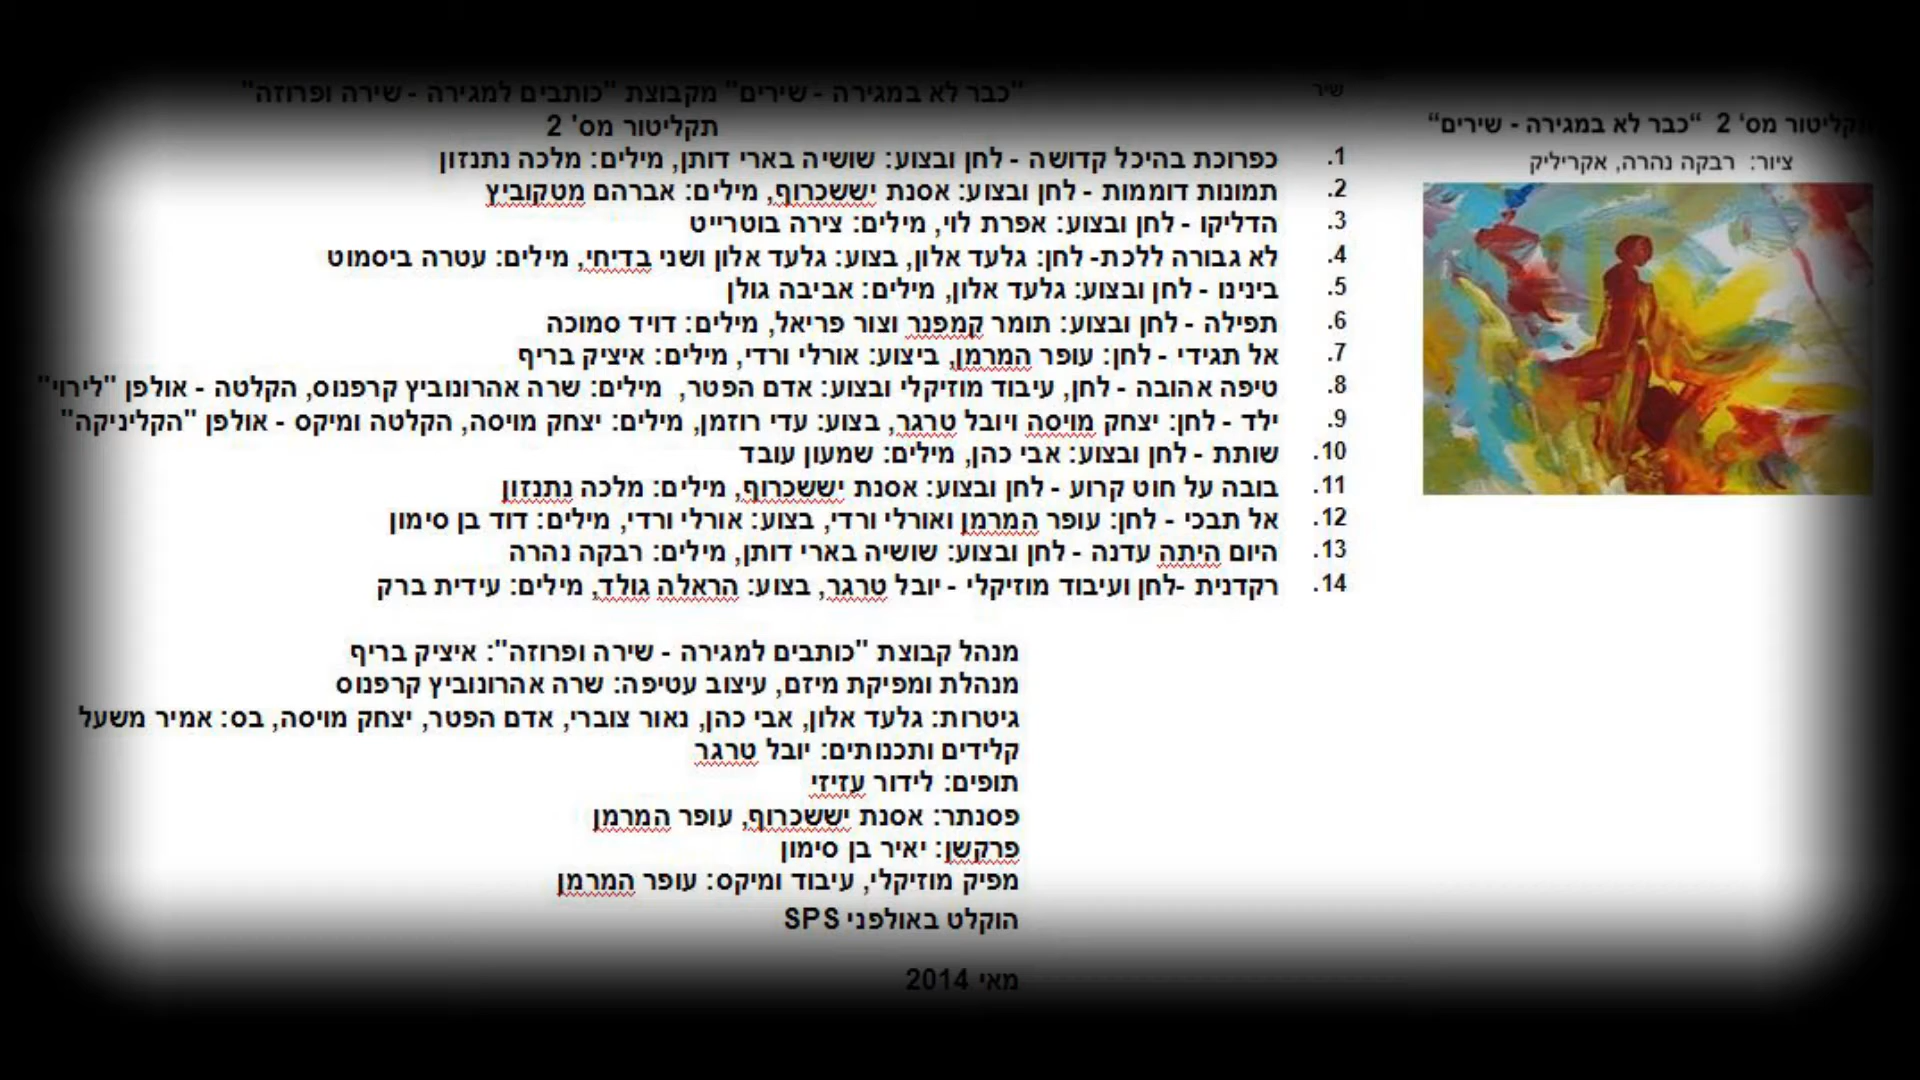 שיר
"כבר לא במגירה - שירים" מקבוצת "כותבים למגירה - שירה ופרוזה"
תקליטור מס' 2
1. כפרוכת בהיכל קדושה - לחן ובצוע: שושיה בארי דותן, מילים: מלכה נתנזון
2. תמונות דוממות - לחן ובצוע: אסנת יששכרוף, מילים: אברהם מטקוביץ
3. הדליקו - לחן ובצוע: אפרת לוי, מילים: צירה בוטרייט
4. לא גבורה ללכת- לחן: גלעד אלון, בצוע: גלעד אלון ושני בדיחי, מילים: עטרה ביסמוט
5. בינינו - לחן ובצוע: גלעד אלון, מילים: אביבה גולן
6. תפילה - לחן ובצוע: תומר קמפנר וצור פריאל, מילים: דויד סמוכה
7. אל תגידי - לחן: עופר המרמן, ביצוע: אורלי ורדי, מילים: איציק בריף
8. טיפה אהובה - לחן, עיבוד מוזיקלי ובצוע: אדם הפטר, מילים: שרה אהרונוביץ קרפנוס, הקלטה - אולפן "לירוי"
9. ילד - לחן: יצחק מויסה ויובל טרגר, בצוע: עדי רוזמן, מילים: יצחק מויסה, הקלטה ומיקס - אולפן "הקליניקה"
10. שותת - לחן ובצוע: אבי כהן, מילים: שמעון עובד
11. בובה על חוט קרוע - לחן ובצוע: אסנת יששכרוף, מילים: מלכה נתנזון
12. אל תבכי - לחן: עופר המרמן ואורלי ורדי, בצוע: אורלי ורדי, מילים: דוד בן סימון
13. היום היתה עדנה - לחן ובצוע: שושיה בארי דותן, מילים: רבקה נהרה
14. רקדנית -לחן ועיבוד מוזיקלי - יובל טרגר, בצוע: הראלה גולד, מילים: עידית ברק
מנהל קבוצת "כותבים למגירה - שירה ופרוזה": איציק בריף
מנהלת ומפיקת מיזם, עיצוב עטיפה: שרה אהרונוביץ קרפנוס
גיטרות: גלעד אלון, אבי כהן, נאור צוברי, אדם הפטר, יצחק מויסה, בס: אמיר משעל
קלידים ותכנותים: יובל טרגר
תופים: לידור עזיזי
פסנתר: אסנת יששכרוף, עופר המרמן
פרקשן: יאיר בן סימון
מפיק מוזיקלי, עיבוד ומיקס: עופר המרמן
הוקלט באולפני SPS
מאי 2014
תקליטור מס' 2 "כבר לא במגירה - שירים"
ציור: רבקה נהרה, אקריליק